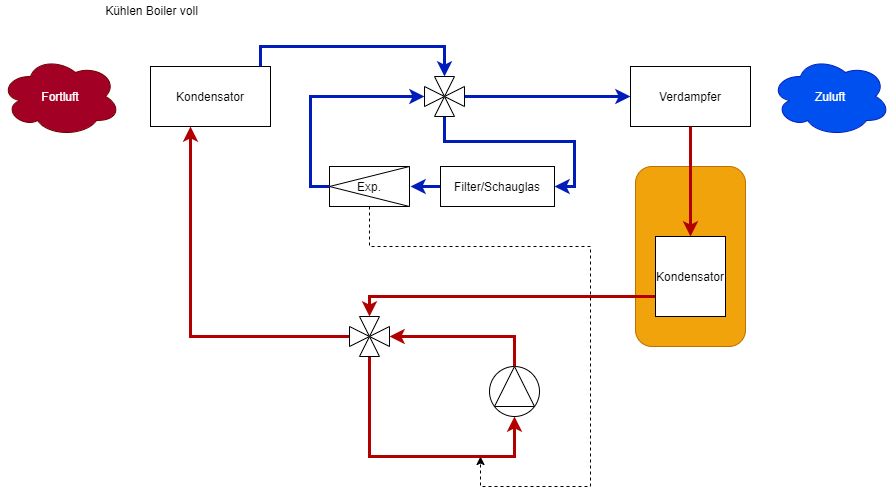 Kühlen Boiler voll
Fortluft
Kondensator
Verdampfer
Zuluft
Exp.
Filter/Schauglas
Kondensator